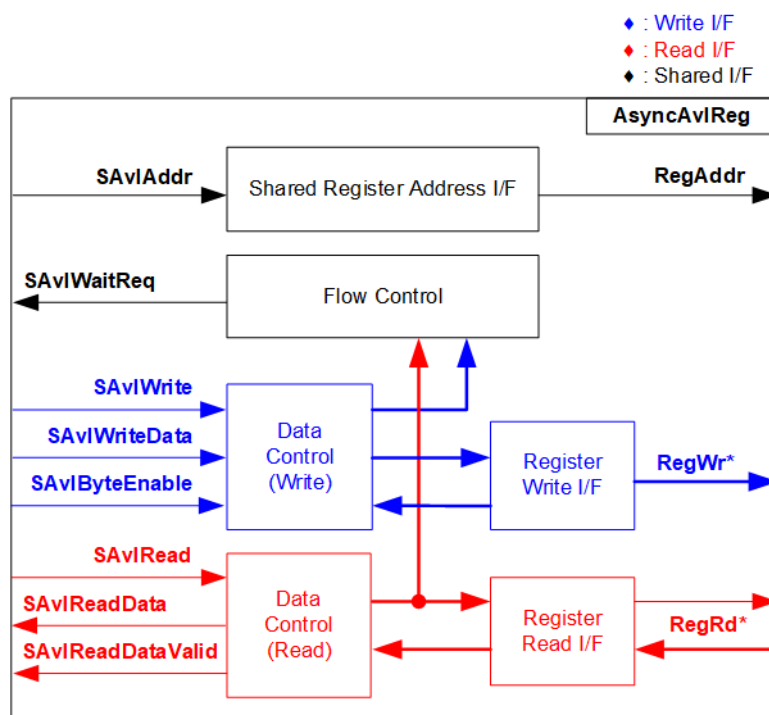 ♦ : Write I/F
♦ : Read I/F
♦ : Shared I/F
AsyncAvlReg
SAvlAddr
Shared Register Address I/F
RegAddr
SAvlWaitReq
Flow Control
SAvlWrite
SAvlWriteData
SAvlByteEnable
Data
Control
(Write)
Register
Write I/F
RegWr*
SAvlRead
SAvlReadData
SAvlReadDataValid
Data
Control
(Read)
Register
Read I/F
RegRd*